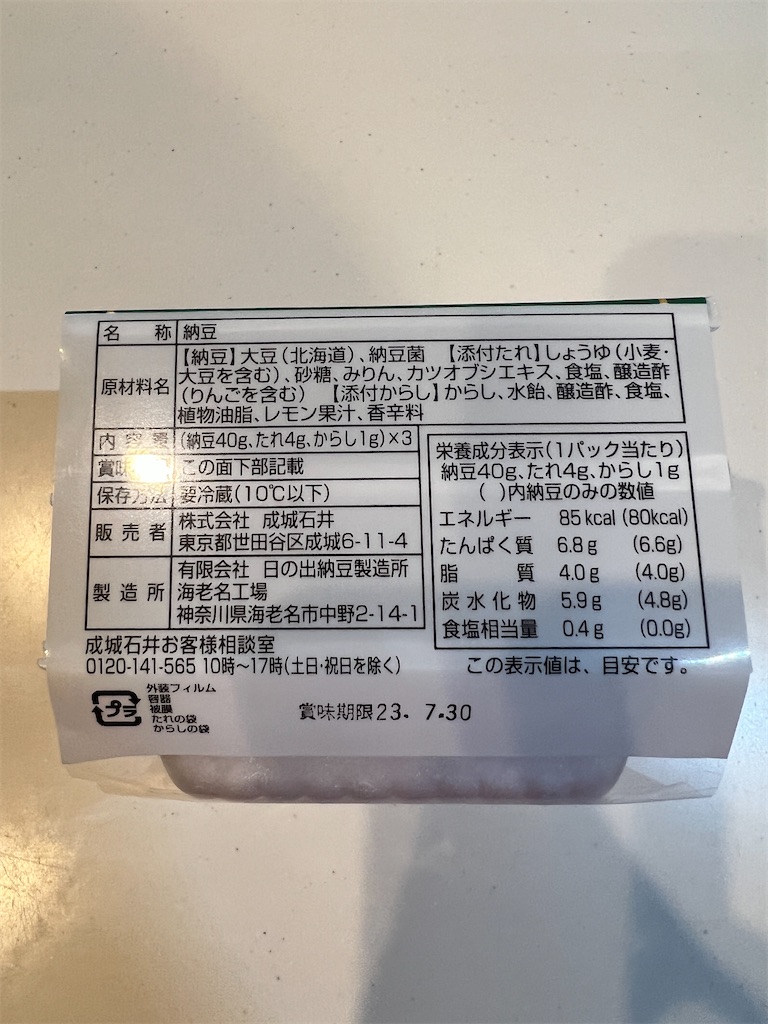 名 称 納豆
原材料名 【納豆】大豆(北海道)、納豆菌 【添付たれ】しょうゆ(小麦・
大豆を含む)、砂糖、みりん、カツオブシエキス、食塩、醸造酢
(りんごを含む) 【添付からし】からし、水飴、醸造酢、食塩、
植物油脂、レモン果汁、香辛料
内 容 量 (納豆40g、たれ4g、からし1g)×3
賞味 この面下部記載
保存方法 要冷蔵(10℃以下)
販 売 者 株式会社 成城石井
東京都世田谷区成城6-11-4
製 造 所 有限会社 日の出納豆製造所
海老名工場
神奈川県海老名市中野2-14-1
栄養成分表示(1パック当たり)
納豆40g、たれ4g、からし1g
( )内納豆のみの数値
エネルギー 85kcal (80kcal)
たんぱく質 6.8g (6.6g)
脂 質 4.0g (4.0g)
炭水化物 5.9g (4.8g)
食塩相当量 0.4g (0.0g)
成城石井お客様相談室
0120-141-565 10時〜17時(土日・祝日を除く)
この表示値は、目安です。
プラ
外装フィルム
容器
被膜
たれの袋
からしの袋
賞味期限23. 7.30